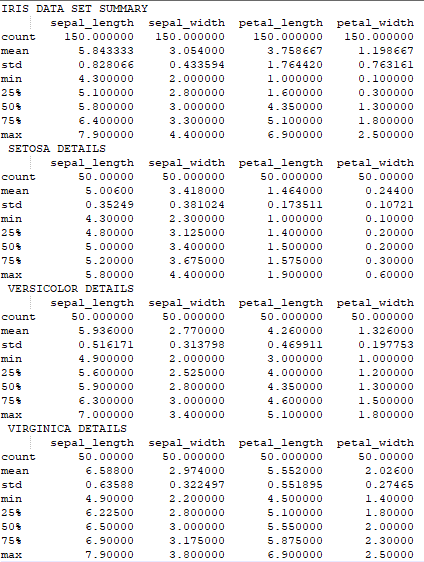 IRIS DATA SET SUMMARY
sepal_length sepal_width petal_length petal_width
count 150.000000 150.000000 150.000000 150.000000
mean 5.843333 3.054000 3.758667 1.198667
std 0.828066 0.433594 1.764420 0.763161
min 4.300000 2.000000 1.000000 0.100000
25% 5.100000 2.800000 1.600000 0.300000
50% 5.800000 3.000000 4.350000 1.300000
75% 6.400000 3.300000 5.100000 1.800000
max 7.900000 4.400000 6.900000 2.500000
SETOSA DETAILS
sepal_length sepal_width petal_length petal_width
count 50.00000 50.000000 50.000000 50.00000
mean 5.00600 3.418000 1.464000 0.24400
std 0.35249 0.381024 0.173511 0.10721
min 4.30000 2.300000 1.000000 0.10000
25% 4.80000 3.125000 1.400000 0.20000
50% 5.00000 3.400000 1.500000 0.20000
75% 5.20000 3.675000 1.575000 0.30000
max 5.80000 4.400000 1.900000 0.60000
VERSICOLOR DETAILS
sepal_length sepal_width petal_length petal_width
count 50.000000 50.000000 50.000000 50.000000
mean 5.936000 2.770000 4.260000 1.326000
std 0.516171 0.313798 0.469911 0.197753
min 4.900000 2.000000 3.000000 1.000000
25% 5.600000 2.525000 4.000000 1.200000
50% 5.900000 2.800000 4.350000 1.300000
75% 6.300000 3.000000 4.600000 1.500000
max 7.000000 3.400000 5.100000 1.800000
VIRGINICA DETAILS
sepal_length sepal_width petal_length petal_width
count 50.00000 50.000000 50.000000 50.00000
mean 6.58800 2.974000 5.552000 2.02600
std 0.63588 0.322497 0.551895 0.27465
min 4.90000 2.200000 4.500000 1.40000
25% 6.22500 2.800000 5.100000 1.80000
50% 6.50000 3.000000 5.550000 2.00000
75% 6.90000 3.175000 5.875000 2.30000
max 7.90000 3.800000 6.900000 2.50000